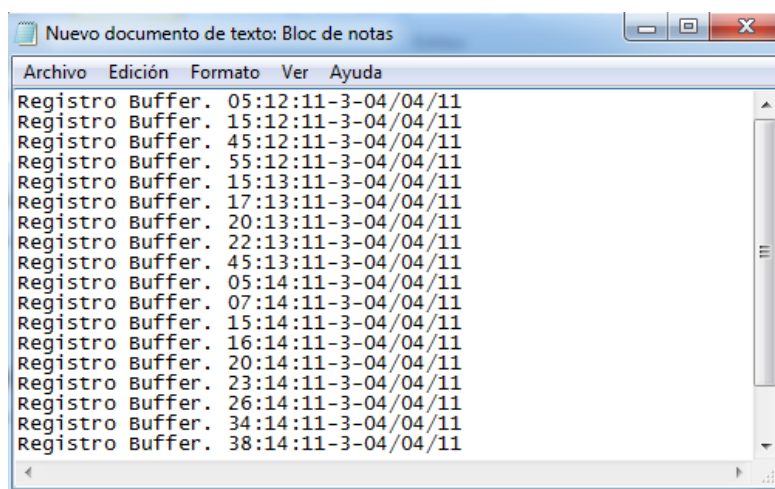 Nuevo documento de texto: Bloc de notas
Archivo Edición Formato Ver Ayuda
Registro Buffer. 05:12:11-3-04/04/11
Registro Buffer. 15:12:11-3-04/04/11
Registro Buffer. 45:12:11-3-04/04/11
Registro Buffer. 55:12:11-3-04/04/11
Registro Buffer. 15:13:11-3-04/04/11
Registro Buffer. 17:13:11-3-04/04/11
Registro Buffer. 20:13:11-3-04/04/11
Registro Buffer. 22:13:11-3-04/04/11
Registro Buffer. 45:13:11-3-04/04/11
Registro Buffer. 05:14:11-3-04/04/11
Registro Buffer. 07:14:11-3-04/04/11
Registro Buffer. 15:14:11-3-04/04/11
Registro Buffer. 16:14:11-3-04/04/11
Registro Buffer. 20:14:11-3-04/04/11
Registro Buffer. 23:14:11-3-04/04/11
Registro Buffer. 26:14:11-3-04/04/11
Registro Buffer. 34:14:11-3-04/04/11
Registro Buffer. 38:14:11-3-04/04/11